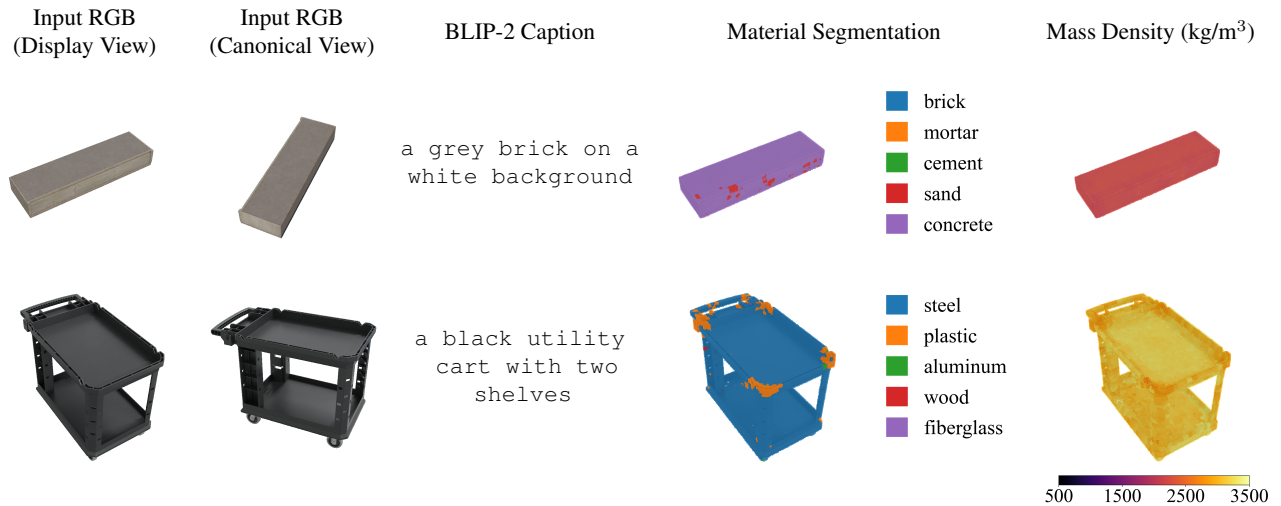 Input RGB
(Display View)
Input RGB
(Canonical View)
BLIP-2 Caption
Material Segmentation
Mass Density (kg/m³)
a grey brick on a
white background
brick
mortar
cement
sand
concrete
a black utility
cart with two
shelves
steel
plastic
aluminum
wood
fiberglass
500 1500 2500 3500